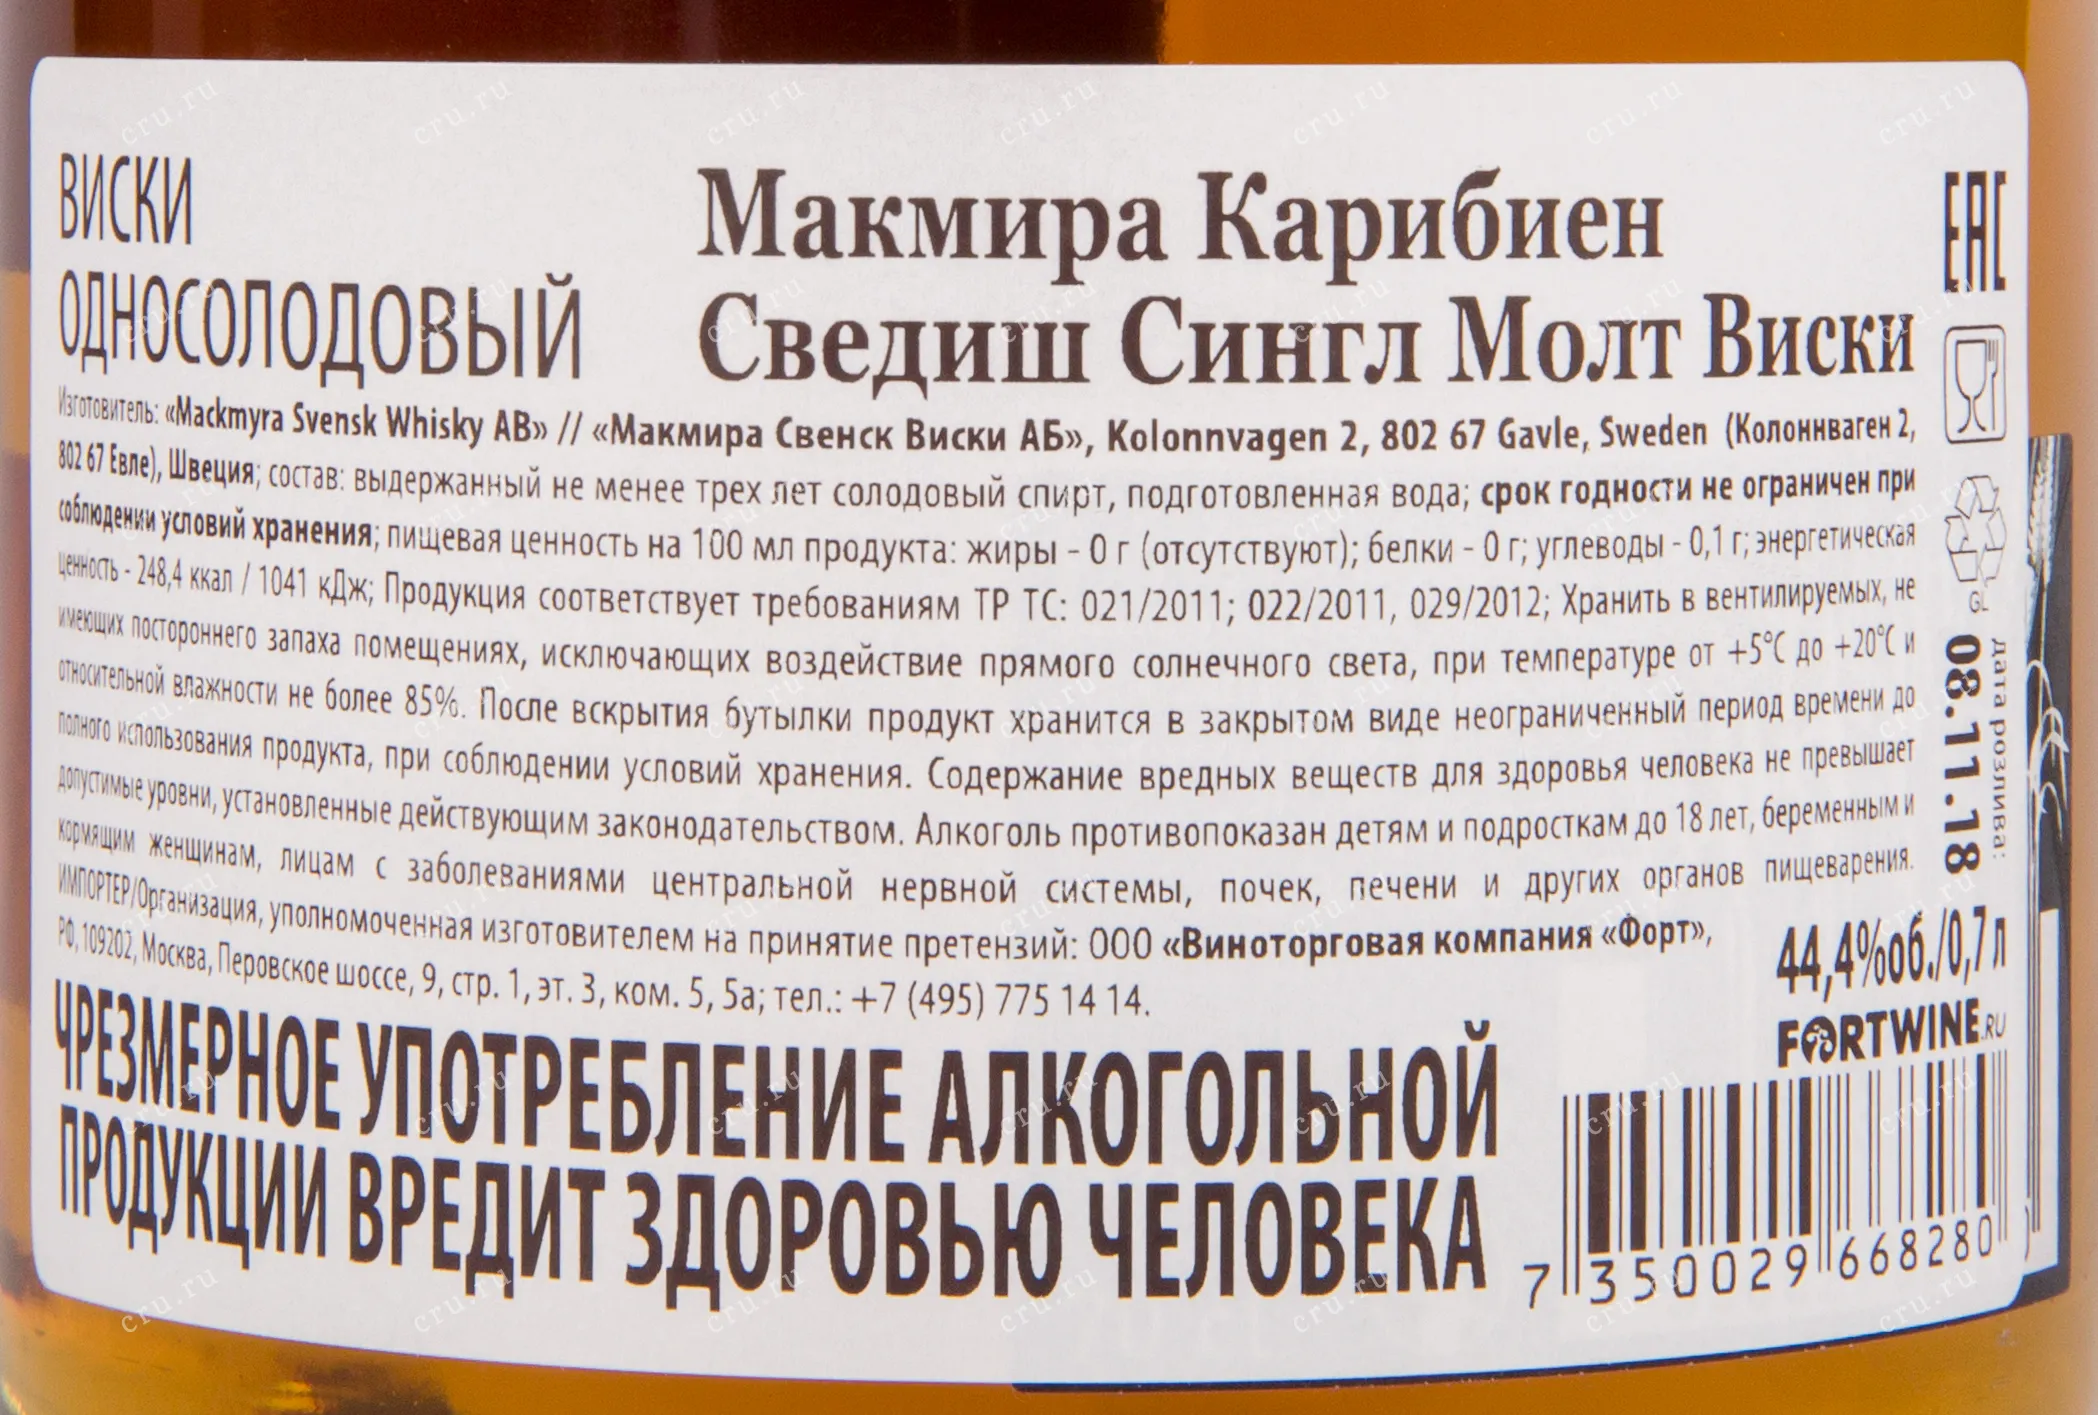 ВИСКИ
ОДНОСОЛОДОВЫЙ
Макмира Карибиен
Сведиш Сингл Молт Виски
Изготовитель: «Mackmyra Svensk Whisky AB» // «Макмира Свенск Виски АБ», Kolonnvagen 2, 802 67 Gavle, Sweden (Колоннваген 2,
802 67 Евле), Швеция; состав: выдержанный не менее трех лет солодовый спирт, подготовленная вода; срок годности не ограничен при
соблюдении условий хранения; пищевая ценность на 100 мл продукта: жиры - 0 г (отсутствуют); белки - 0 г; углеводы - 0,1 г; энергетическая
ценность - 248,4 ккал / 1041 кДж; Продукция соответствует требованиям ТР ТС: 021/2011; 022/2011, 029/2012; Хранить в вентилируемых, не
имеющих постороннего запаха помещениях, исключающих воздействие прямого солнечного света, при температуре от +5°С до +20°С и
относительной влажности не более 85%. После вскрытия бутылки продукт хранится в закрытом виде неограниченный период времени до
полного использования продукта, при соблюдении условий хранения. Содержание вредных веществ для здоровья человека не превышает
допустимые уровни, установленные действующим законодательством. Алкоголь противопоказан детям и подросткам до 18 лет, беременным и
кормящим женщинам, лицам с заболеваниями центральной нервной системы, почек, печени и других органов пищеварения.
ИМПОРТЕР/Организация, уполномоченная изготовителем на принятие претензий: ООО «Виноторговая компания «Форт»,
РФ, 109202, Москва, Перовское шоссе, 9, стр. 1, эт. 3, ком. 5, 5а; тел.: +7 (495) 775 14 14.
ЧРЕЗМЕРНОЕ УПОТРЕБЛЕНИЕ АЛКОГОЛЬНОЙ
ПРОДУКЦИИ ВРЕДИТ ЗДОРОВЬЮ ЧЕЛОВЕКА
EAC
GL
дата розлива:
08.11.18
44,4%об./0,7 л
FORTWINE.RU
7 350029 668280
cru.ru